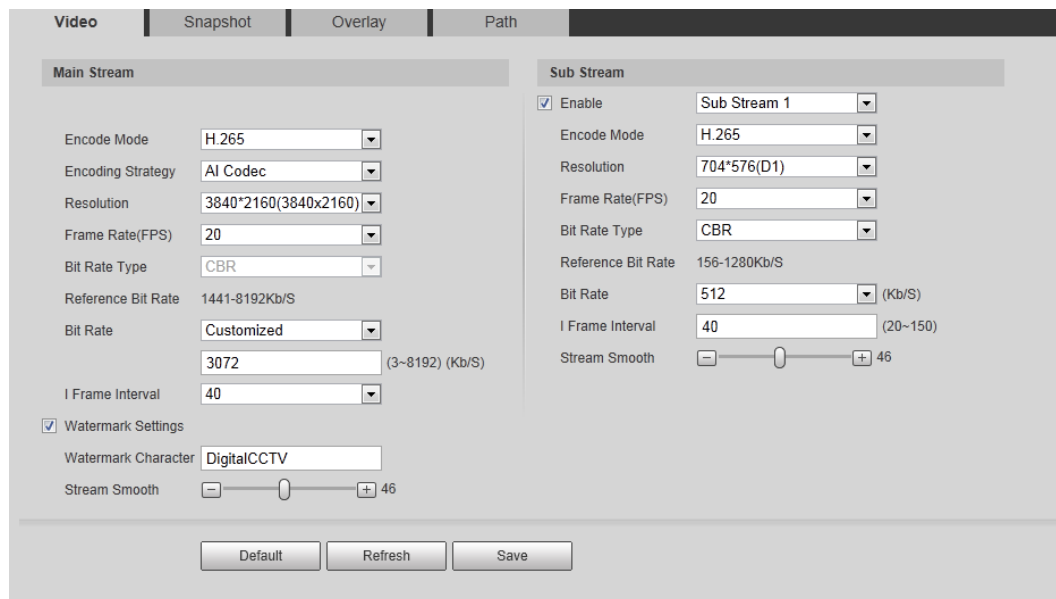 Video Snapshot Overlay Path
Main Stream
Encode Mode H.265
Encoding Strategy AI Codec
Resolution 3840*2160(3840x2160)
Frame Rate(FPS) 20
Bit Rate Type CBR
Reference Bit Rate 1441-8192Kb/S
Bit Rate Customized
3072 (3~8192) (Kb/S)
I Frame Interval 40
Watermark Settings
Watermark Character DigitalCCTV
Stream Smooth 46
Sub Stream
Enable Sub Stream 1
Encode Mode H.265
Resolution 704*576(D1)
Frame Rate(FPS) 20
Bit Rate Type CBR
Reference Bit Rate 156-1280Kb/S
Bit Rate 512 (Kb/S)
I Frame Interval 40 (20~150)
Stream Smooth 46
Default Refresh Save